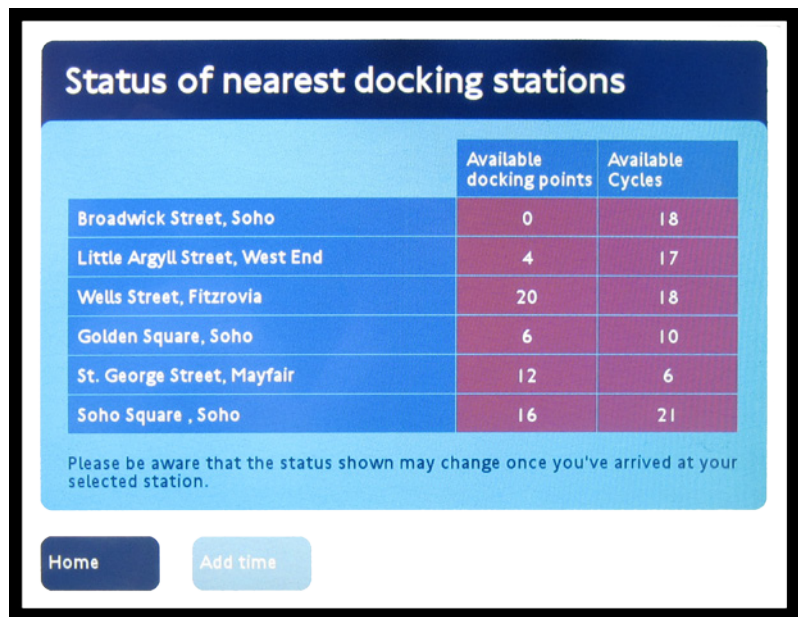 Status of nearest docking stations
Available Available
docking points Cycles
Broadwick Street, Soho 0 18
Little Argyll Street, West End 4 17
Wells Street, Fitzrovia 20 18
Golden Square, Soho 6 10
St. George Street, Mayfair 12 6
Soho Square , Soho 16 21
Please be aware that the status shown may change once you've arrived at your
selected station.
Home Add time